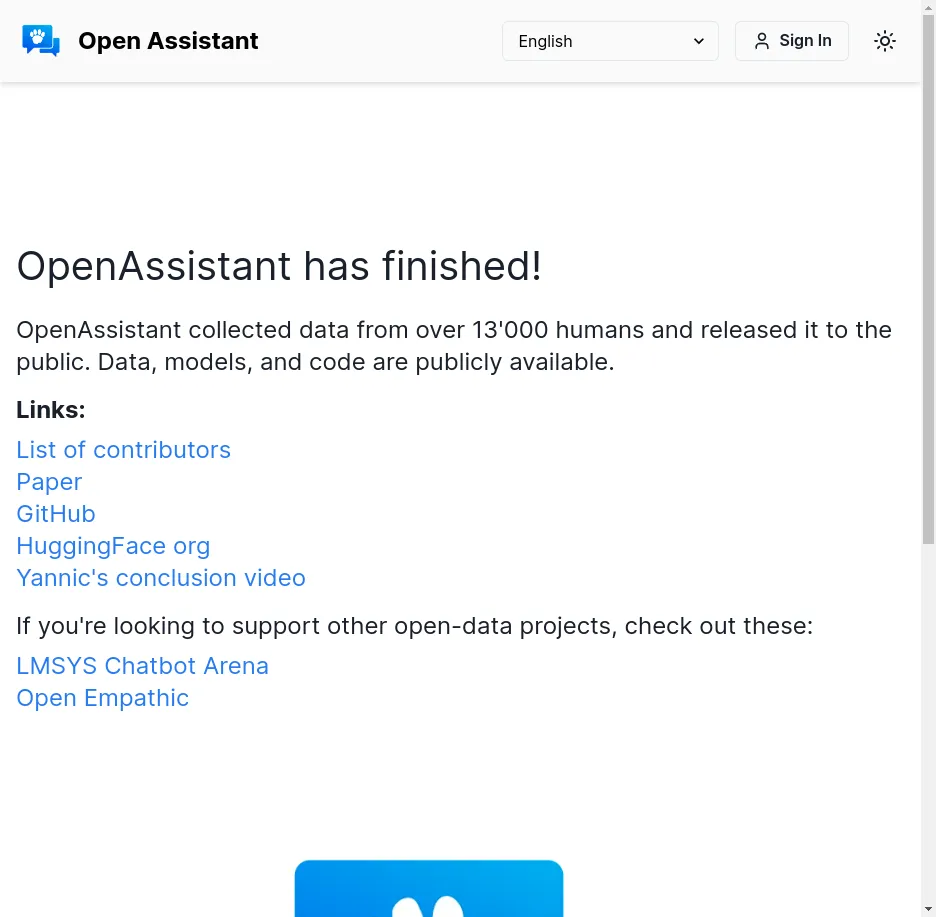 Open Assistant
English
Sign In
OpenAssistant has finished!
OpenAssistant collected data from over 13'000 humans and released it to the
public. Data, models, and code are publicly available.
Links:
List of contributors
Paper
GitHub
HuggingFace org
Yannic's conclusion video
If you're looking to support other open-data projects, check out these:
LMSYS Chatbot Arena
Open Empathic